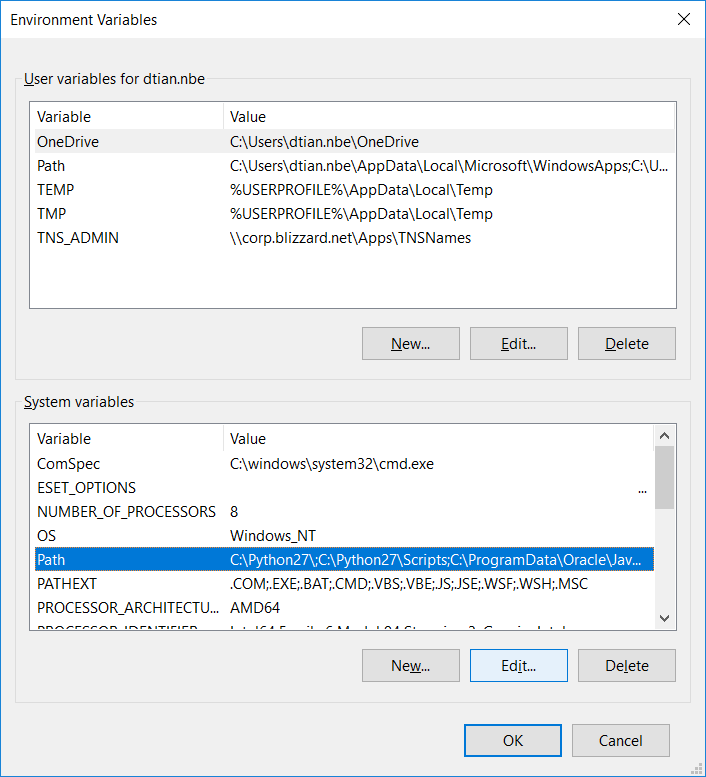 Environment Variables
User variables for dtian.nbe
Variable Value
OneDrive C:\Users\dtian.nbe\OneDrive
Path C:\Users\dtian.nbe\AppData\Local\Microsoft\WindowsApps;C:\U...
TEMP %USERPROFILE%\AppData\Local\Temp
TMP %USERPROFILE%\AppData\Local\Temp
TNS_ADMIN \\corp.blizzard.net\Apps\TNSNames
New... Edit... Delete
System variables
Variable Value
ComSpec C:\windows\system32\cmd.exe
ESET_OPTIONS ...
NUMBER_OF_PROCESSORS 8
OS Windows_NT
Path C:\Python27\;C:\Python27\Scripts;C:\ProgramData\Oracle\Jav...
PATHEXT .COM;.EXE;.BAT;.CMD;.VBS;.VBE;.JS;.JSE;.WSF;.WSH;.MSC
PROCESSOR_ARCHITECTU... AMD64
New... Edit... Delete
OK Cancel